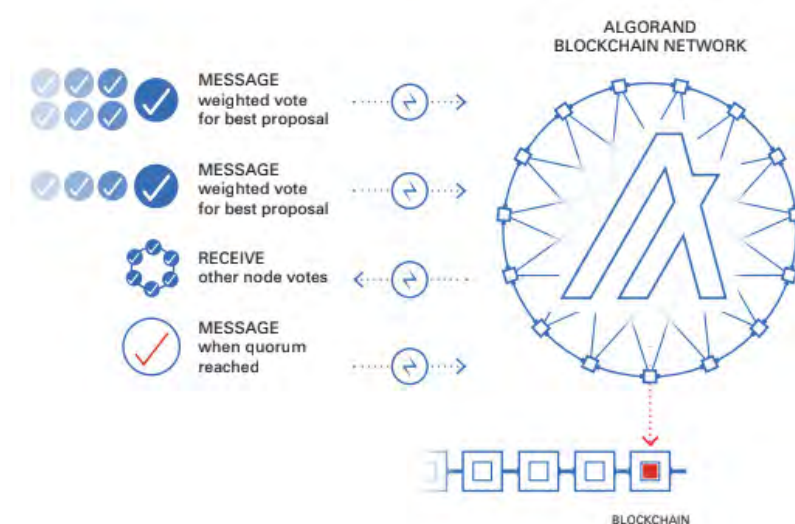 ALGORAND
BLOCKCHAIN NETWORK
MESSAGE
weighted vote
for best proposal
MESSAGE
weighted vote
for best proposal
RECEIVE
other node votes
MESSAGE
when quorum
reached
BLOCKCHAIN